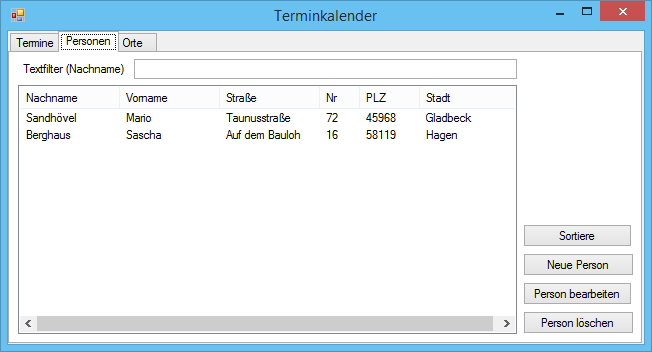 Terminkalender
Termine Personen Orte
Textfilter (Nachname)
Nachname Vorname Straße Nr PLZ Stadt
Sandhövel Mario Taunusstraße 72 45968 Gladbeck
Berghaus Sascha Auf dem Bauloh 16 58119 Hagen
Sortiere
Neue Person
Person bearbeiten
Person löschen